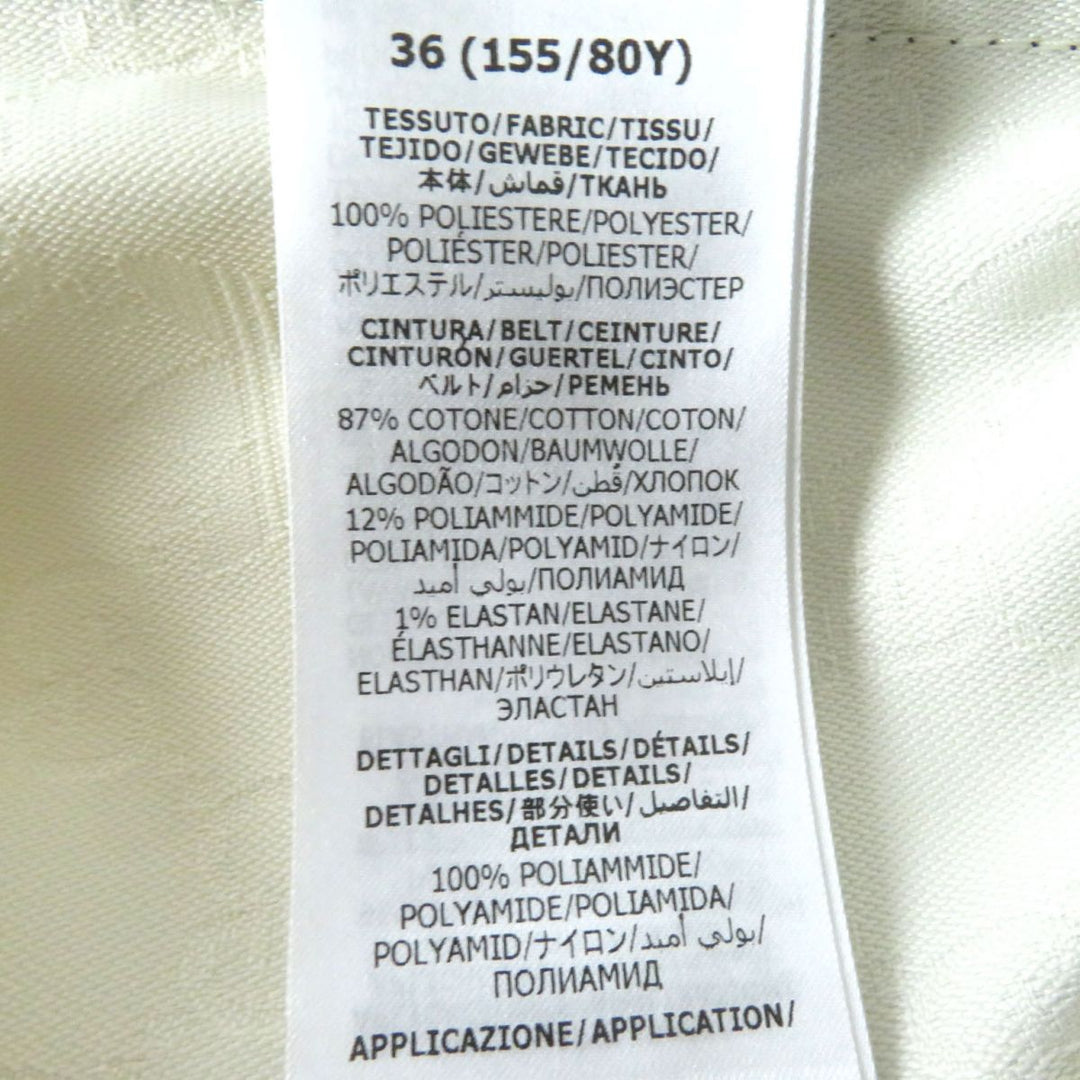 36 (155/80Y)
TESSUTO/FABRIC/TISSU/
TEJIDO/GEWEBE/TECIDO/
本体/قماش/ТКАНЬ
100% POLIESTERE/POLYESTER/
POLIÉSTER/POLIESTER/
ポリエステル/بوليستر/ПОЛИЭСТЕР
CINTURA/BELT/CEINTURE/
CINTURÓN/GUERTEL/CINTO/
ベルト/حزام/РЕМЕНЬ
87% COTONE/COTTON/COTON/
ALGODON/BAUMWOLLE/
ALGODÃO/コットン/قُطن/ХЛОПОК
12% POLIAMMIDE/POLYAMIDE/
POLIAMIDA/POLYAMID/ナイロン/
بولي أميد/ПОЛИАМИД
1% ELASTAN/ELASTANE/
ÉLASTHANNE/ELASTANO/
ELASTHAN/ポリウレタン/إيلاستين/
ЭЛАСТАН
DETTAGLI/DETAILS/DÉTAILS/
DETALLES/DETAILS/
DETALHES/部分使い/التفاصيل/
ДЕТАЛИ
100% POLIAMMIDE/
POLYAMIDE/POLIAMIDA/
POLYAMID/ナイロン/بولي أميد/
ПОЛИАМИД
APPLICAZIONE/APPLICATION/